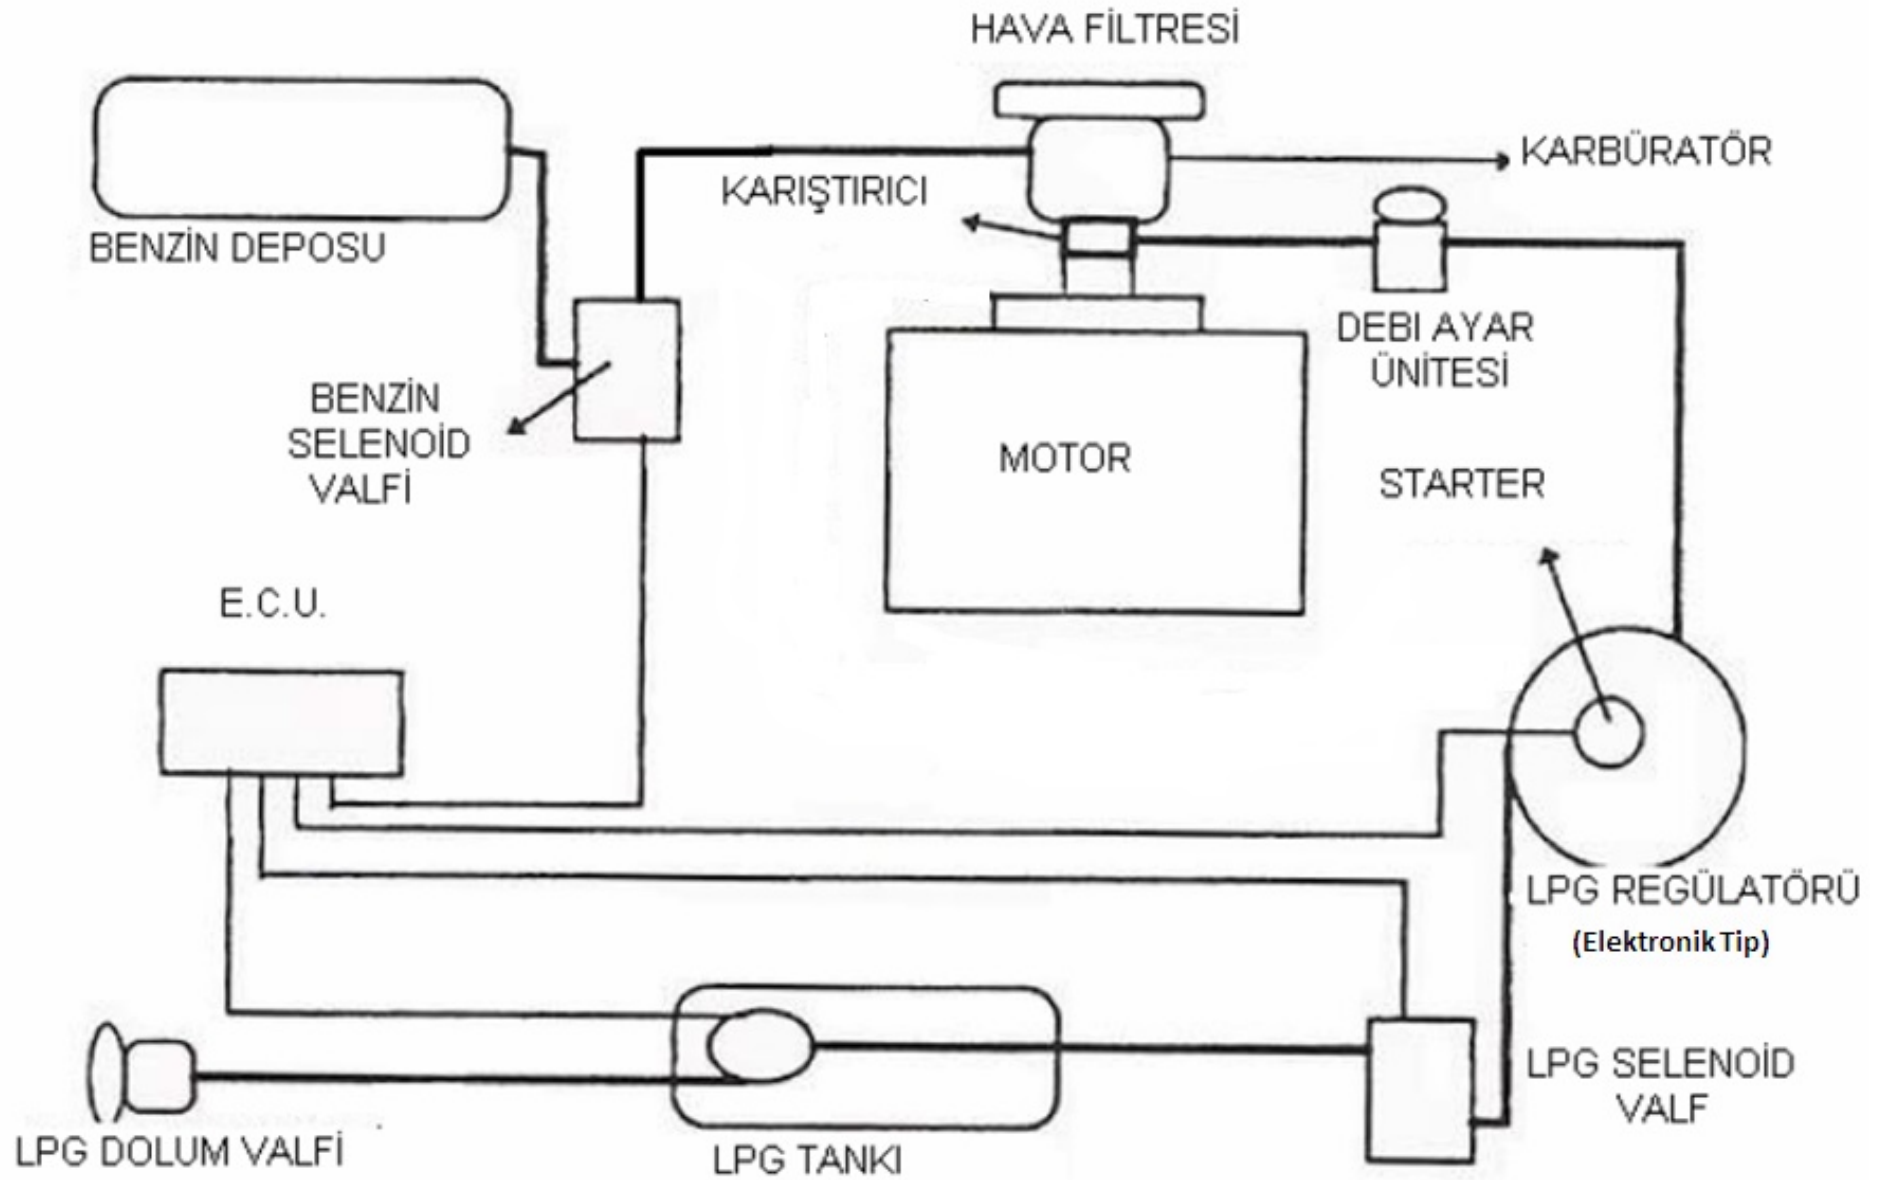 HAVA FİLTRESİ
KARBÜRATÖR
KARIŞTIRICI
BENZİN DEPOSU
DEBI AYAR
ÜNİTESİ
BENZİN
SELENOİD
VALFİ
MOTOR
STARTER
E.C.U.
LPG REGÜLATÖRÜ
(Elektronik Tip)
LPG SELENOİD
VALF
LPG DOLUM VALFİ
LPG TANKI